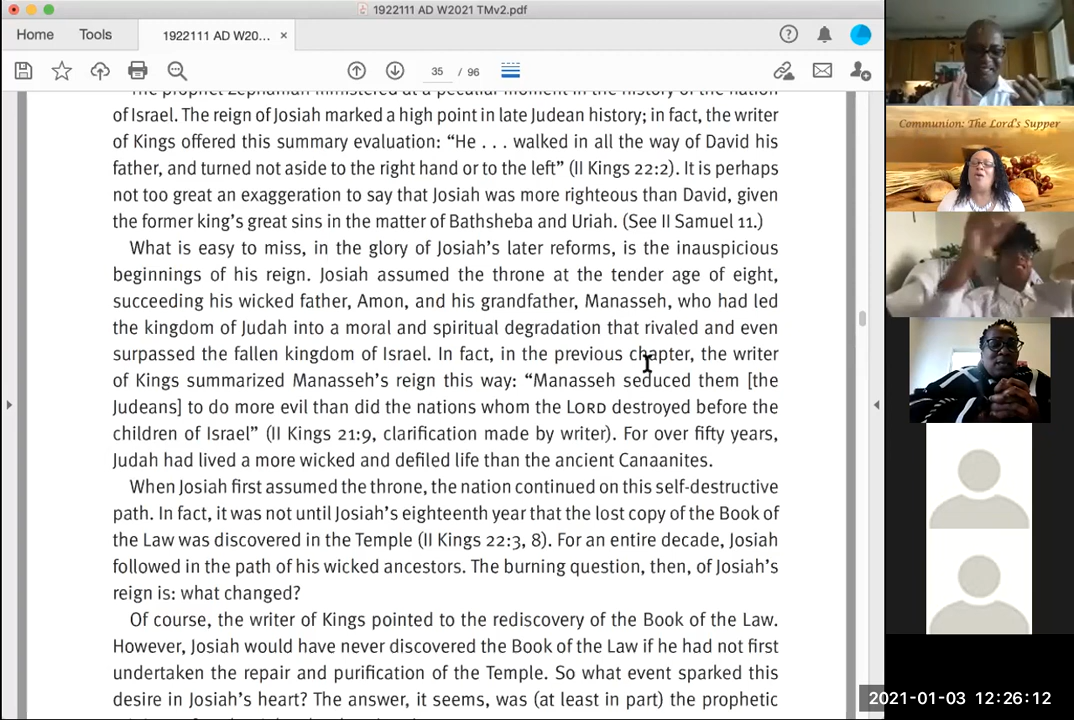 1922111 AD W2021 TMv2.pdf
Home Tools 1922111 AD W20... ×
35 / 96
The prophet Zephaniah ministered at a peculiar moment in the history of the nation
of Israel. The reign of Josiah marked a high point in late Judean history; in fact, the writer
of Kings offered this summary evaluation: “He . . . walked in all the way of David his
father, and turned not aside to the right hand or to the left” (II Kings 22:2). It is perhaps
not too great an exaggeration to say that Josiah was more righteous than David, given
the former king’s great sins in the matter of Bathsheba and Uriah. (See II Samuel 11.)
What is easy to miss, in the glory of Josiah’s later reforms, is the inauspicious
beginnings of his reign. Josiah assumed the throne at the tender age of eight,
succeeding his wicked father, Amon, and his grandfather, Manasseh, who had led
the kingdom of Judah into a moral and spiritual degradation that rivaled and even
surpassed the fallen kingdom of Israel. In fact, in the previous chapter, the writer
of Kings summarized Manasseh’s reign this way: “Manasseh seduced them [the
Judeans] to do more evil than did the nations whom the LORD destroyed before the
children of Israel” (II Kings 21:9, clarification made by writer). For over fifty years,
Judah had lived a more wicked and defiled life than the ancient Canaanites.
When Josiah first assumed the throne, the nation continued on this self-destructive
path. In fact, it was not until Josiah’s eighteenth year that the lost copy of the Book of
the Law was discovered in the Temple (II Kings 22:3, 8). For an entire decade, Josiah
followed in the path of his wicked ancestors. The burning question, then, of Josiah’s
reign is: what changed?
Of course, the writer of Kings pointed to the rediscovery of the Book of the Law.
However, Josiah would have never discovered the Book of the Law if he had not first
undertaken the repair and purification of the Temple. So what event sparked this
desire in Josiah’s heart? The answer, it seems, was (at least in part) the prophetic
Communion: The Lord's Supper
2021-01-03 12:26:12